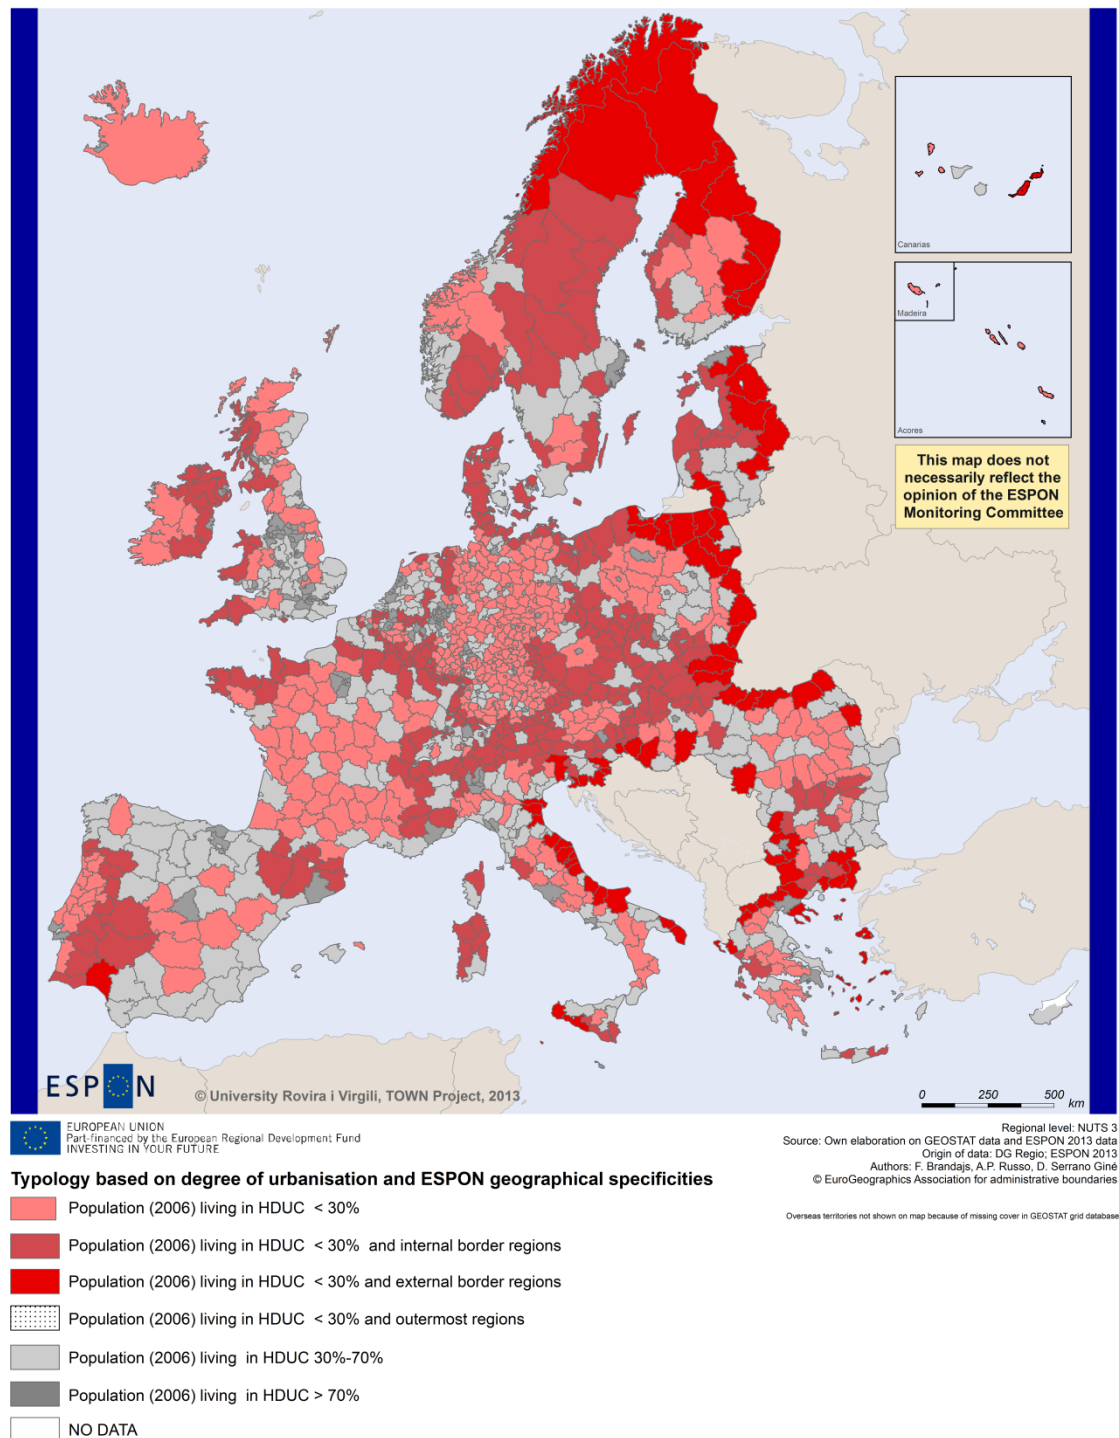 Canarias
Madeira
Acores
This map does not
necessarily reflect the
opinion of the ESPON
Monitoring Committee
ESPON
© University Rovira i Virgili, TOWN Project, 2013
0 250 500
km
EUROPEAN UNION
Part-financed by the European Regional Development Fund
INVESTING IN YOUR FUTURE
Regional level: NUTS 3
Source: Own elaboration on GEOSTAT data and ESPON 2013 data
Origin of data: DG Regio; ESPON 2013
Authors: F. Brandajs, A.P. Russo, D. Serrano Giné
© EuroGeographics Association for administrative boundaries
Overseas territories not shown on map because of missing cover in GEOSTAT grid database
Typology based on degree of urbanisation and ESPON geographical specificities
Population (2006) living in HDUC < 30%
Population (2006) living in HDUC < 30% and internal border regions
Population (2006) living in HDUC < 30% and external border regions
Population (2006) living in HDUC < 30% and outermost regions
Population (2006) living in HDUC 30%-70%
Population (2006) living in HDUC > 70%
NO DATA